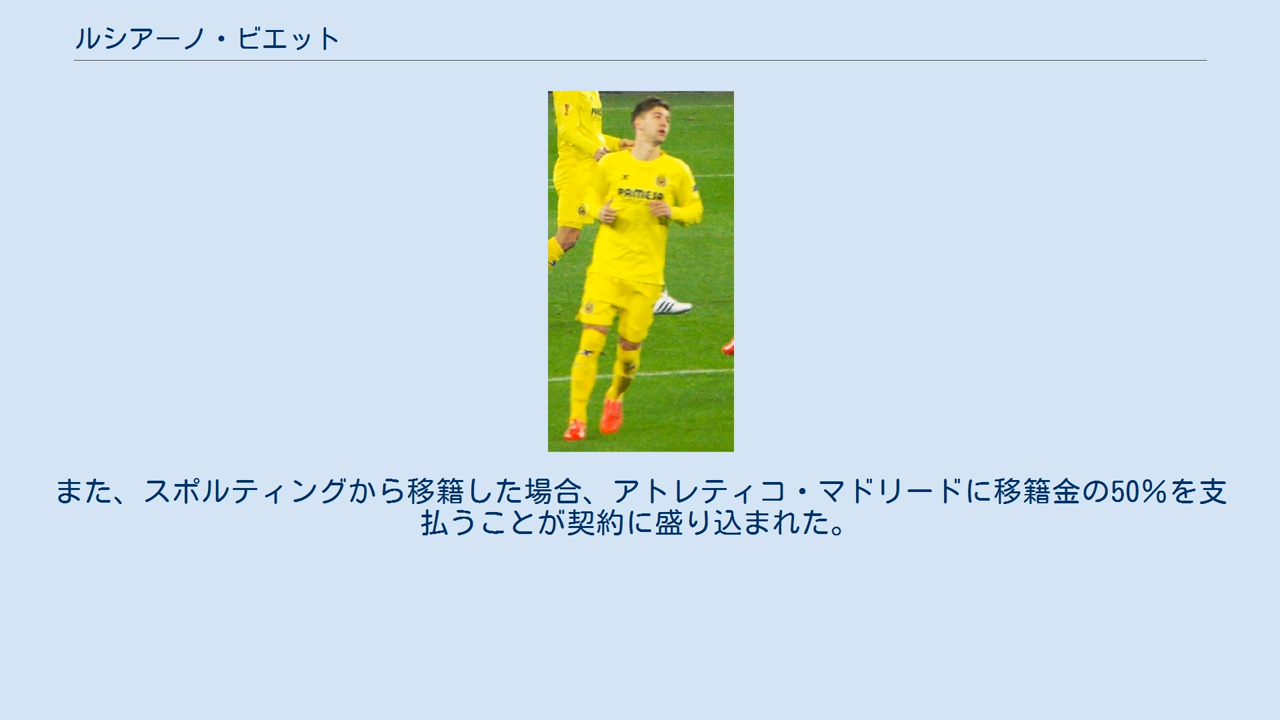 ルシアーノ・ビエット
PAMESA
また、スポルティングから移籍した場合、アトレティコ・マドリードに移籍金の50％を支
払うことが契約に盛り込まれた。